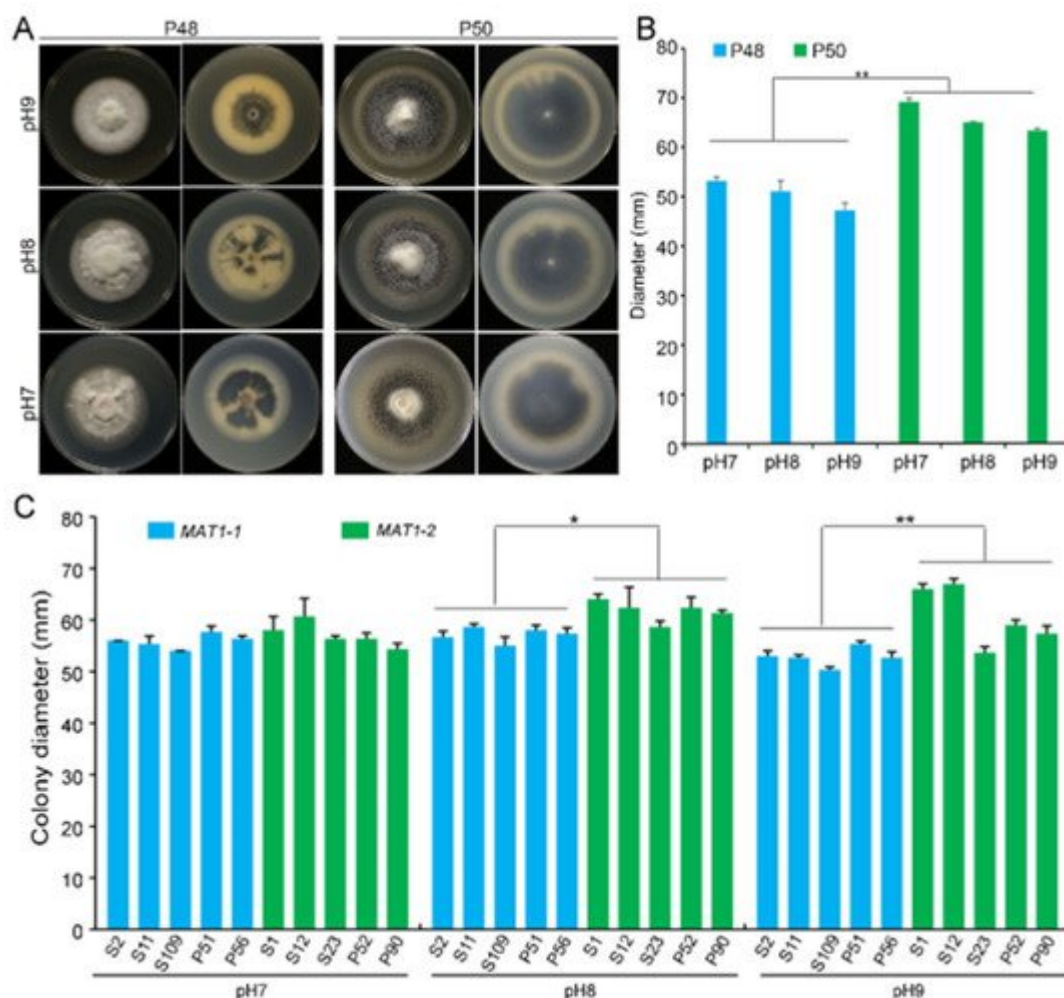 A
P48
P50
pH9
pH8
pH7
B
80
70
60
50
40
30
20
10
0
Diameter (mm)
P48
P50
**
pH7
pH8
pH9
pH7
pH8
pH9
C
80
70
60
50
40
30
20
10
0
Colony diameter (mm)
MAT1-1
MAT1-2
*
**
S2
S11
S109
P51
P56
S1
S12
S23
P52
P90
S2
S11
S109
P51
P56
S1
S12
S23
P52
P90
S2
S11
S109
P51
P56
S1
S12
S23
P52
P90
pH7
pH8
pH9